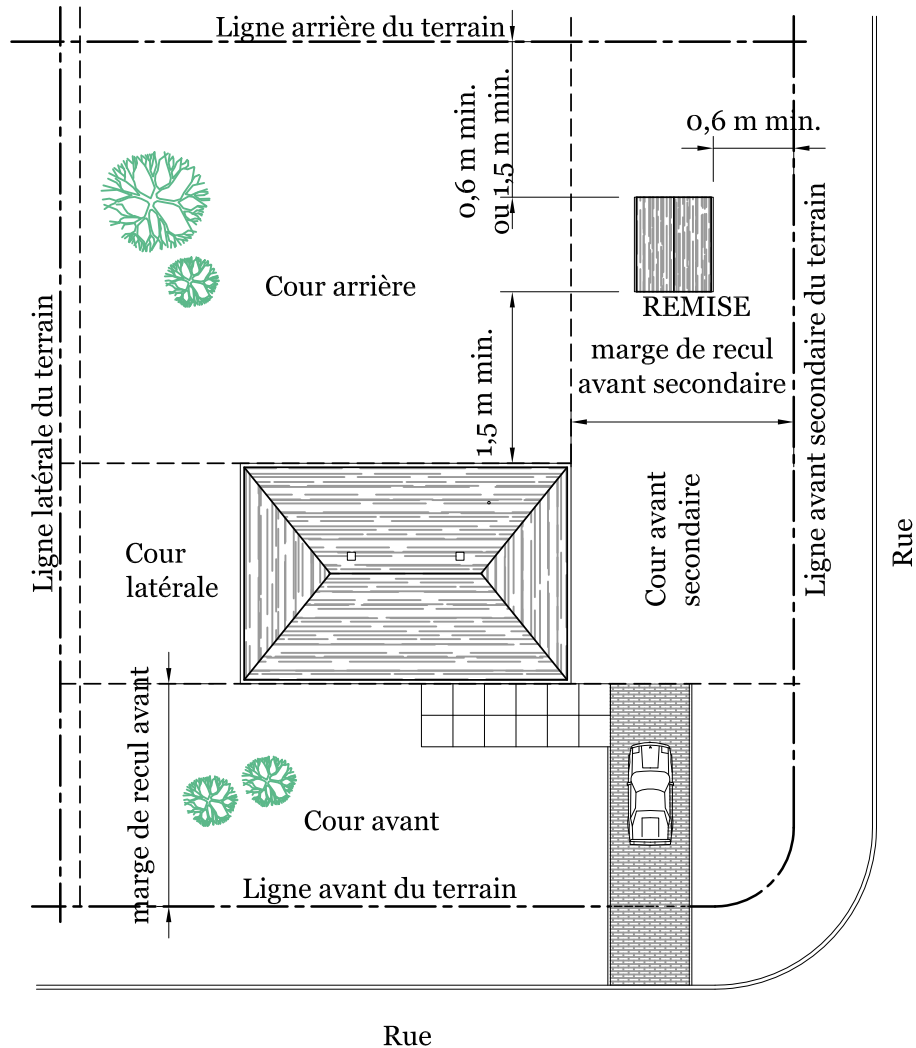 Ligne arrière du terrain
0,6 m min.
ou 1,5 m min.
0,6 m min.
Cour arrière
REMISE
marge de recul
avant secondaire
1,5 m min.
Ligne latérale du terrain
Ligne avant secondaire du terrain
Cour
latérale
Cour avant
secondaire
Rue
marge de recul avant
Cour avant
Ligne avant du terrain
Rue